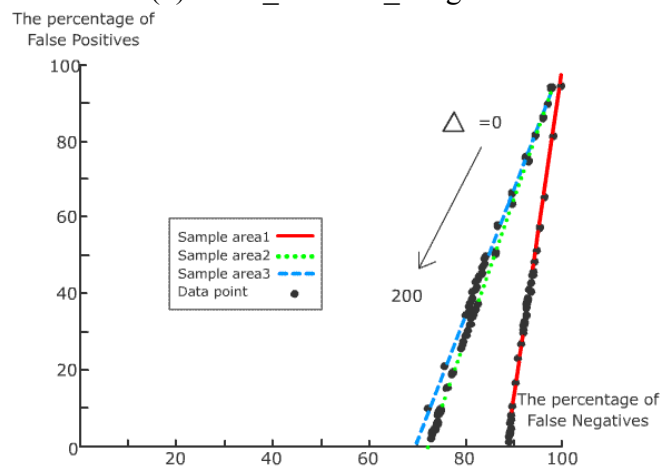 The percentage of
False Positives
100
80
△ =0
60
Sample area1
Sample area2
Sample area3
Data point
200
40
20
The percentage of
False Negatives
0
20
40
60
80
100